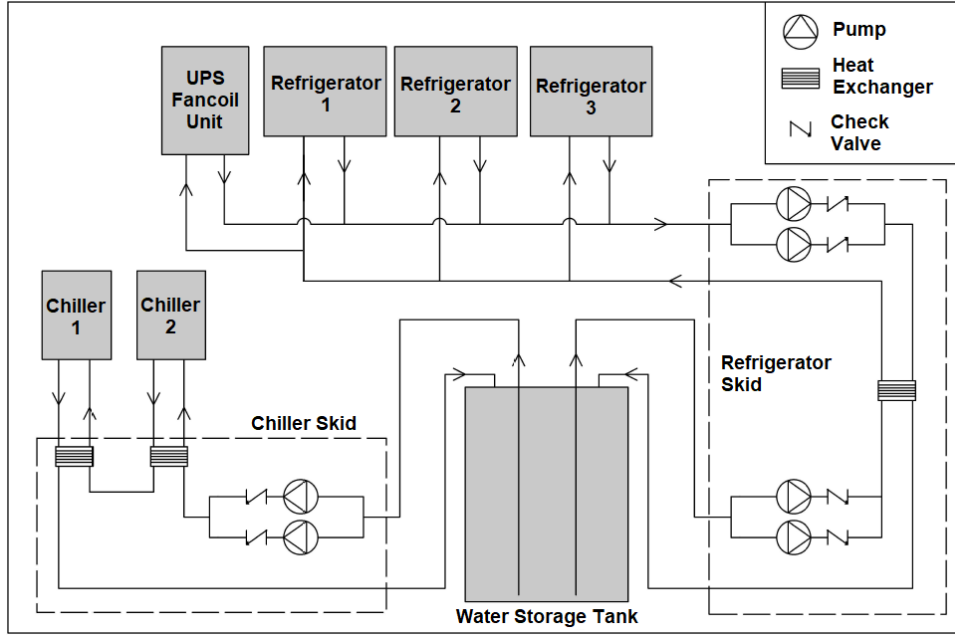 Pump
Heat
Exchanger
Check
Valve
UPS
Fancoil
Unit
Refrigerator
1
Refrigerator
2
Refrigerator
3
Chiller
1
Chiller
2
Refrigerator
Skid
Chiller Skid
Water Storage Tank